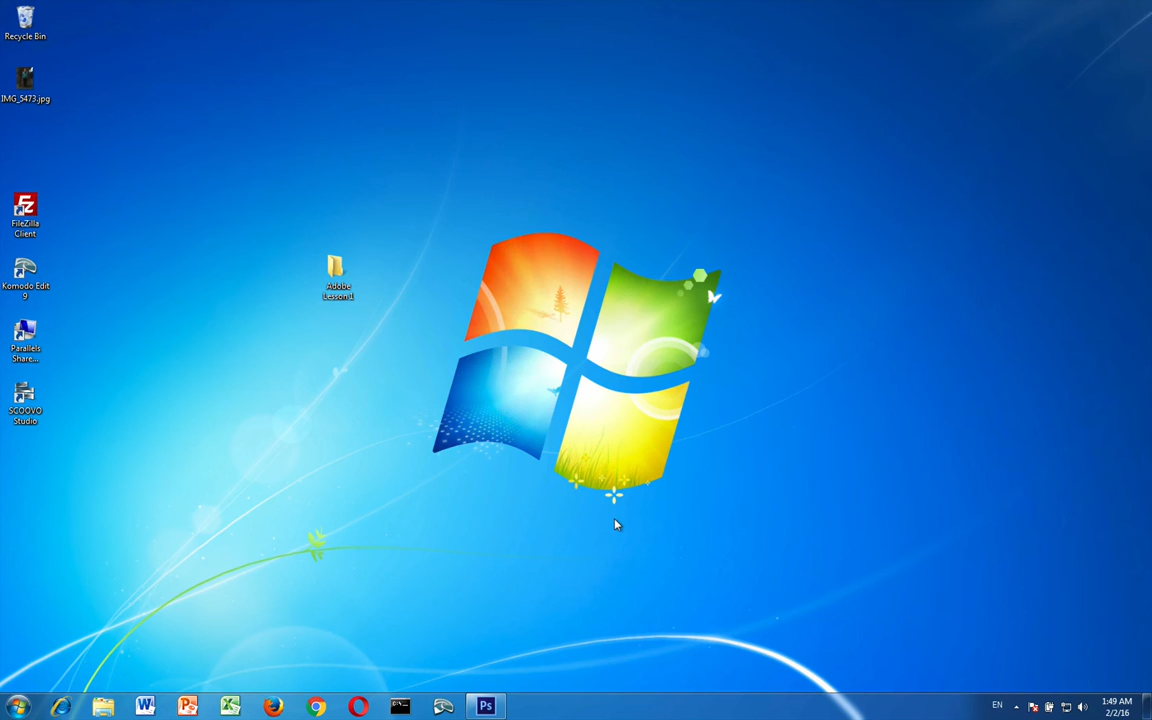 Recycle Bin
IMG_5473.jpg
FileZilla
Client
Komodo Edit
9
Parallels
Share...
SCOOVO
Studio
Adobe
Lesson 1
W
P
X
Ps
EN
1:49 AM
2/2/16